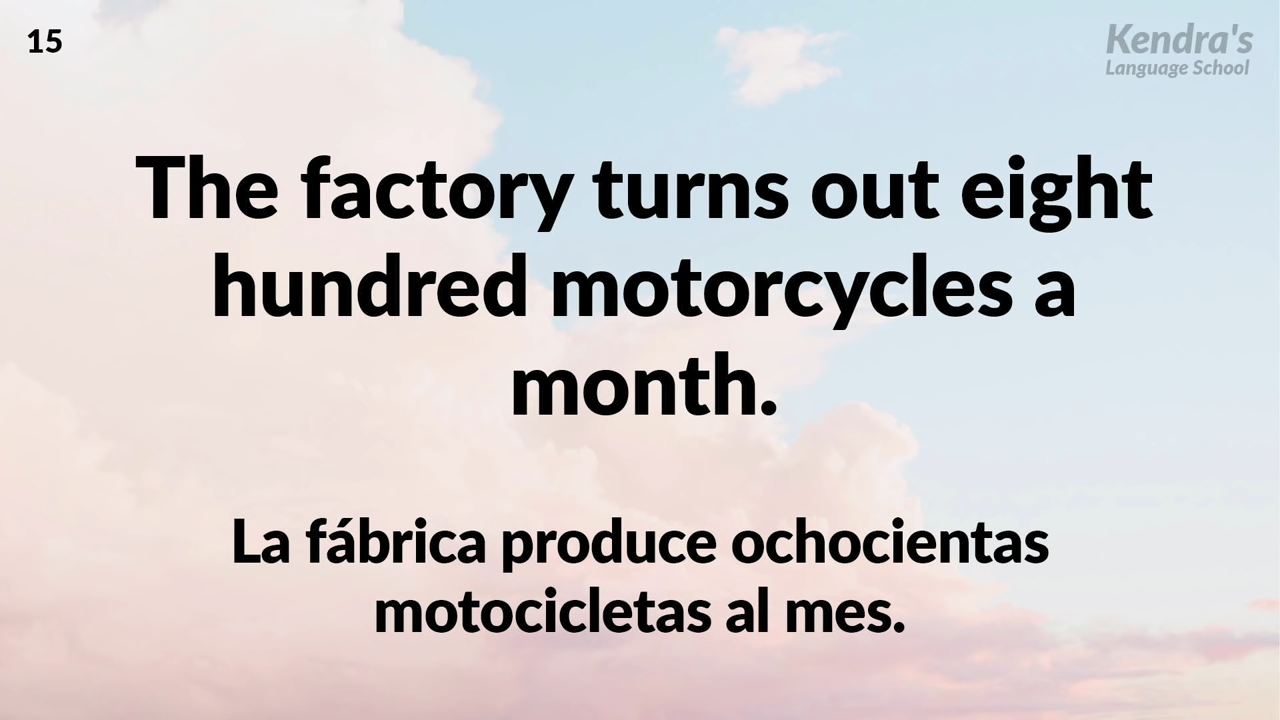 15
Kendra's
Language School
The factory turns out eight
hundred motorcycles a
month.
La fábrica produce ochocientas
motocicletas al mes.